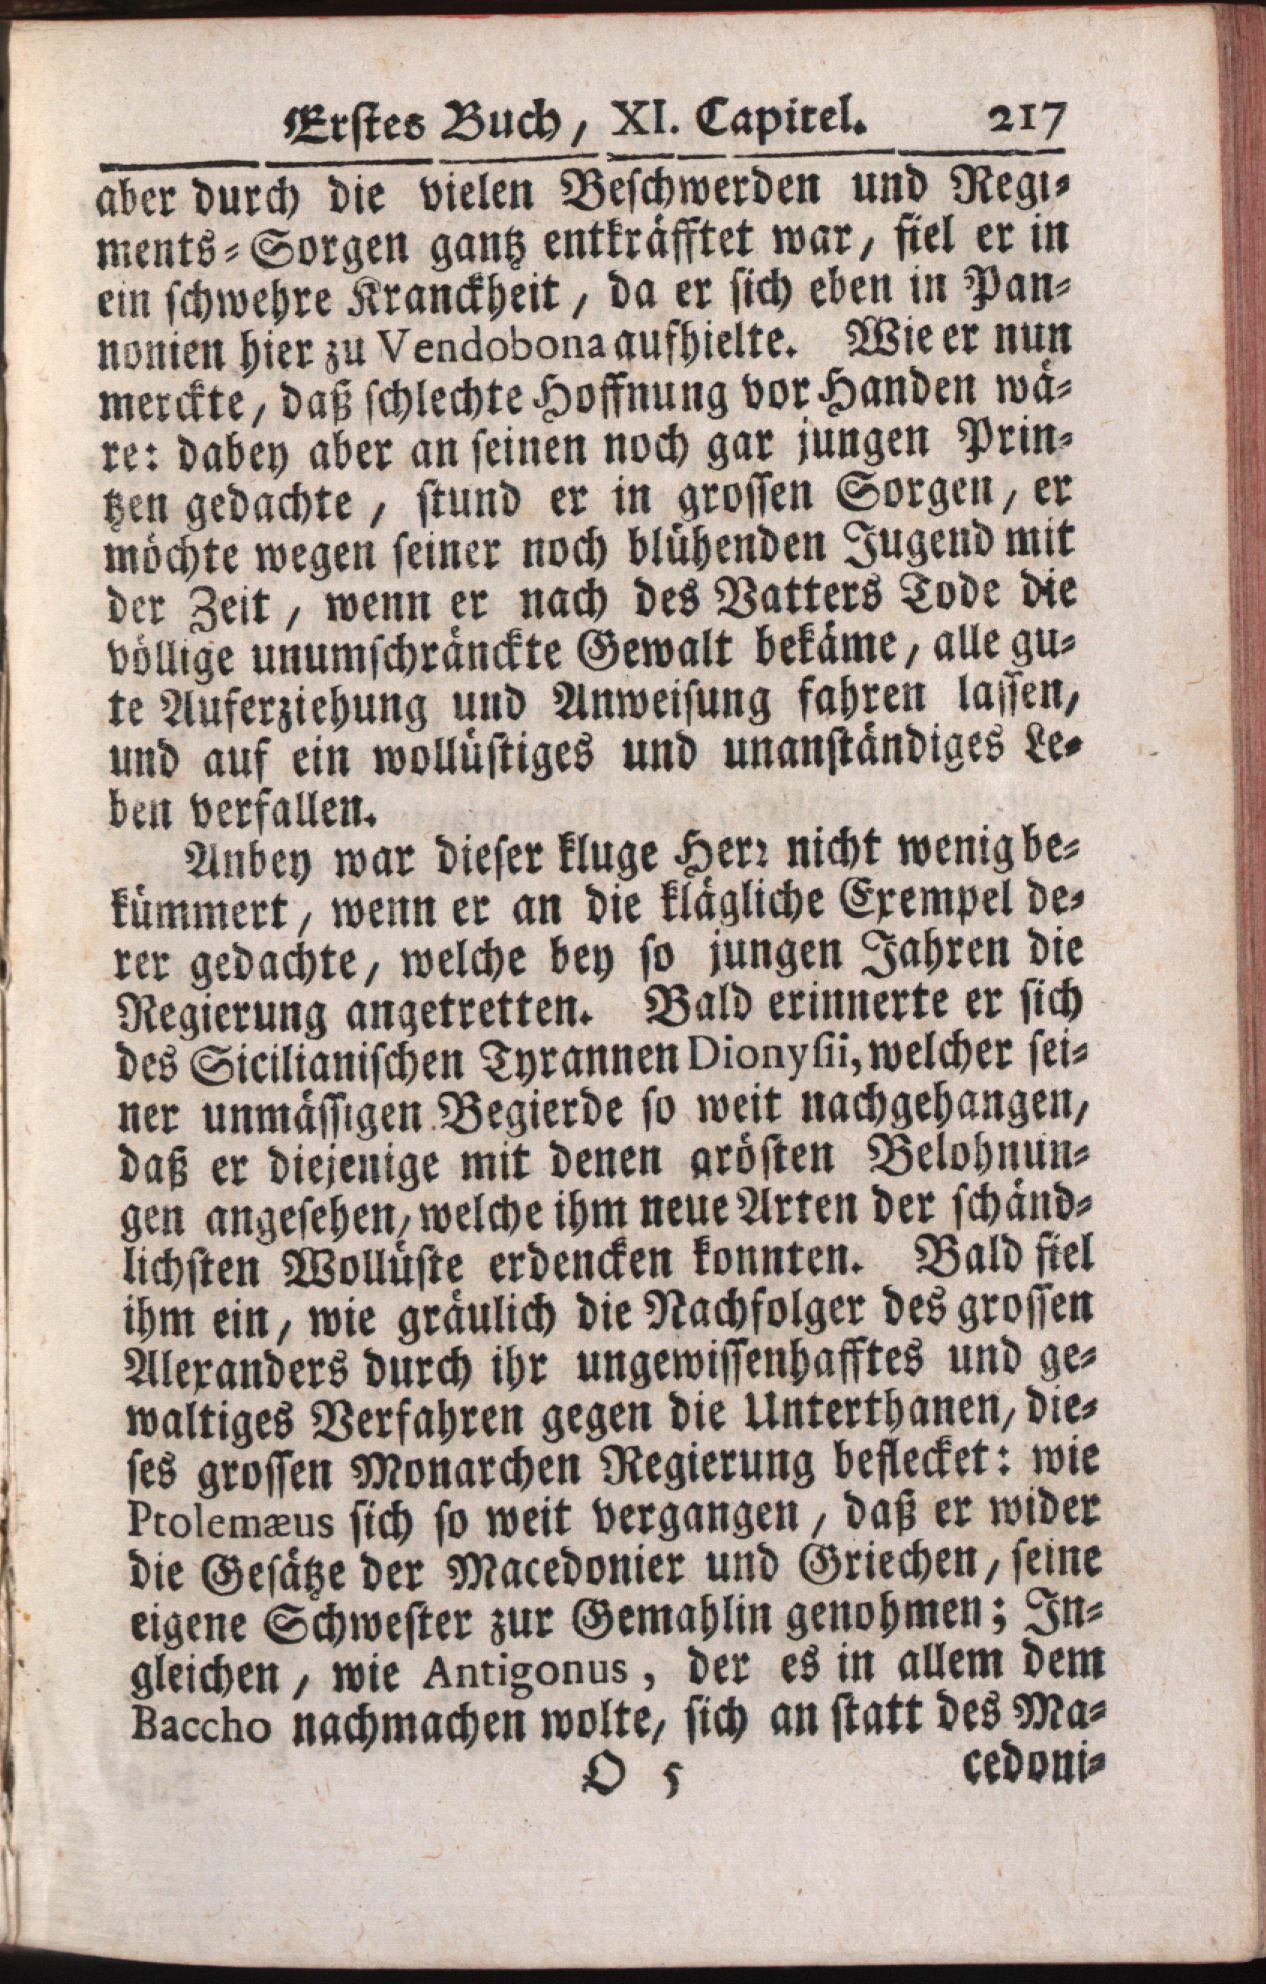 Erstes Buch, XI. Capitel. 217
aber durch die vielen Beschwerden und Regi-
ments-Sorgen gantz entkräfftet war, fiel er in
ein schwehre Kranckheit, da er sich eben in Pan-
nonien hier zu Vendobona aufhielte. Wie er nun
merckte, daß schlechte Hoffnung vor Handen wä-
re: dabey aber an seinen noch gar jungen Prin-
tzen gedachte, stund er in grossen Sorgen, er
möchte wegen seiner noch blühenden Jugend mit
der Zeit, wenn er nach des Vatters Tode die
völlige unumschränckte Gewalt bekäme, alle gu-
te Auferziehung und Anweisung fahren lassen,
und auf ein wollüstiges und unanständiges Le-
ben verfallen.
Anbey war dieser kluge Herr nicht wenig be-
kümmert, wenn er an die klägliche Exempel de-
rer gedachte, welche bey so jungen Jahren die
Regierung angetretten. Bald erinnerte er sich
des Sicilianischen Tyrannen Dionysii, welcher sei-
ner unmässigen Begierde so weit nachgehangen,
daß er diejenige mit denen grösten Belohnun-
gen angesehen, welche ihm neue Arten der schänd-
lichsten Wollüste erdencken konnten. Bald fiel
ihm ein, wie gräulich die Nachfolger des grossen
Alexanders durch ihr ungewissenhafftes und ge-
waltiges Verfahren gegen die Unterthanen, die-
ses grossen Monarchen Regierung beflecket: wie
Ptolemæus sich so weit vergangen, daß er wider
die Gesätze der Macedonier und Griechen, seine
eigene Schwester zur Gemahlin genohmen; In-
gleichen, wie Antigonus, der es in allem dem
Baccho nachmachen wolte, sich an statt des Ma-
O 5 cedoni-